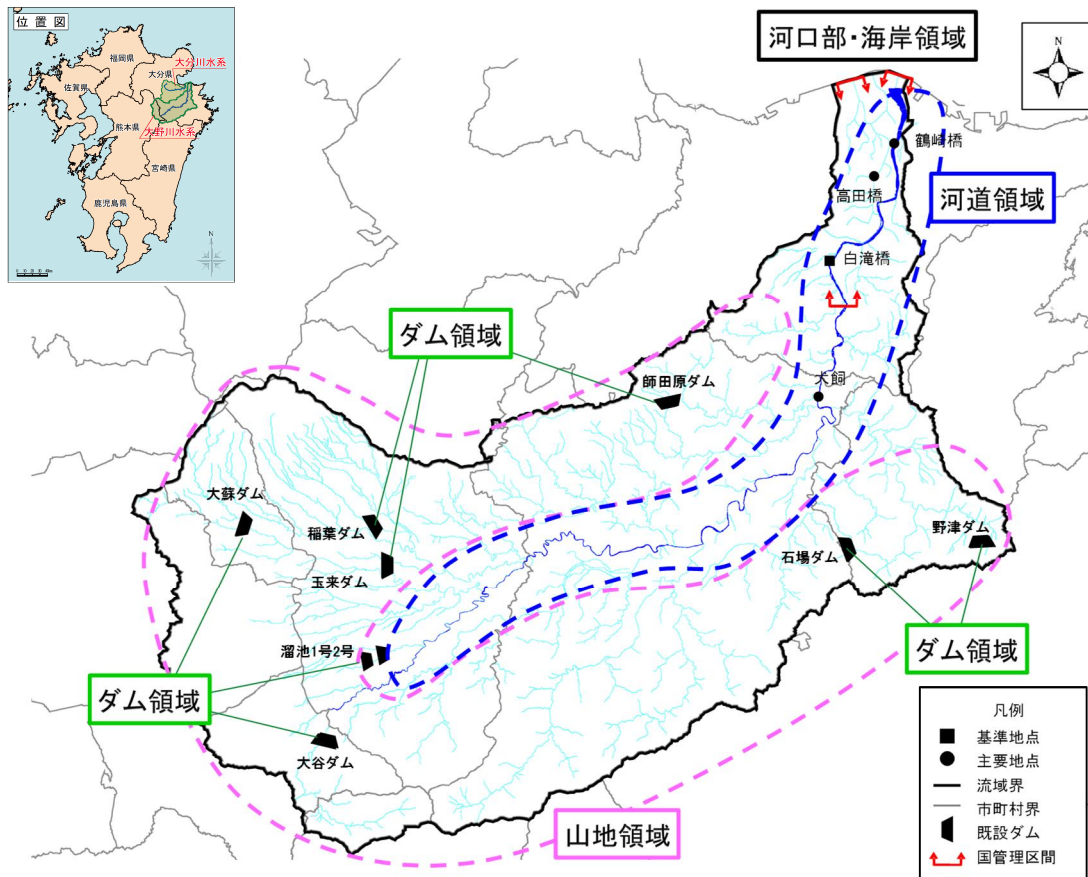 位置図
福岡県
大分川水系
大分県
佐賀県
熊本県
大野川水系
宮崎県
鹿児島県
N
河口部・海岸領域
N
鶴崎橋
高田橋
河道領域
白滝橋
ダム領域
師田原ダム
犬飼
大蘇ダム
稲葉ダム
玉来ダム
石場ダム
野津ダム
溜池1号2号
ダム領域
ダム領域
大谷ダム
山地領域
凡例
基準地点
主要地点
流域界
市町村界
既設ダム
国管理区間